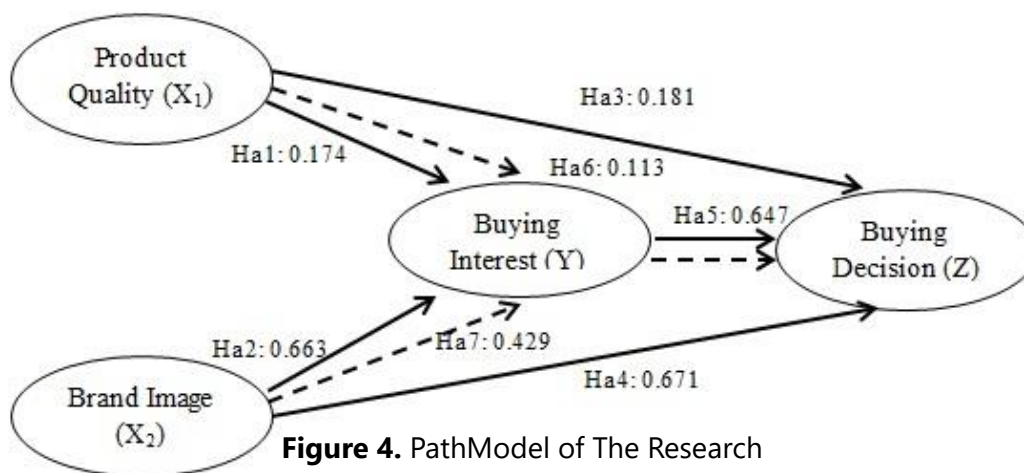 Product
Quality (X₁)
Ha3: 0.181
Ha1: 0.174
Ha6: 0.113
Buying
Interest (Y)
Ha5: 0.647
Buying
Decision (Z)
Ha2: 0.663
Ha7: 0.429
Ha4: 0.671
Brand Image
(X₂)
Figure 4. PathModel of The Research